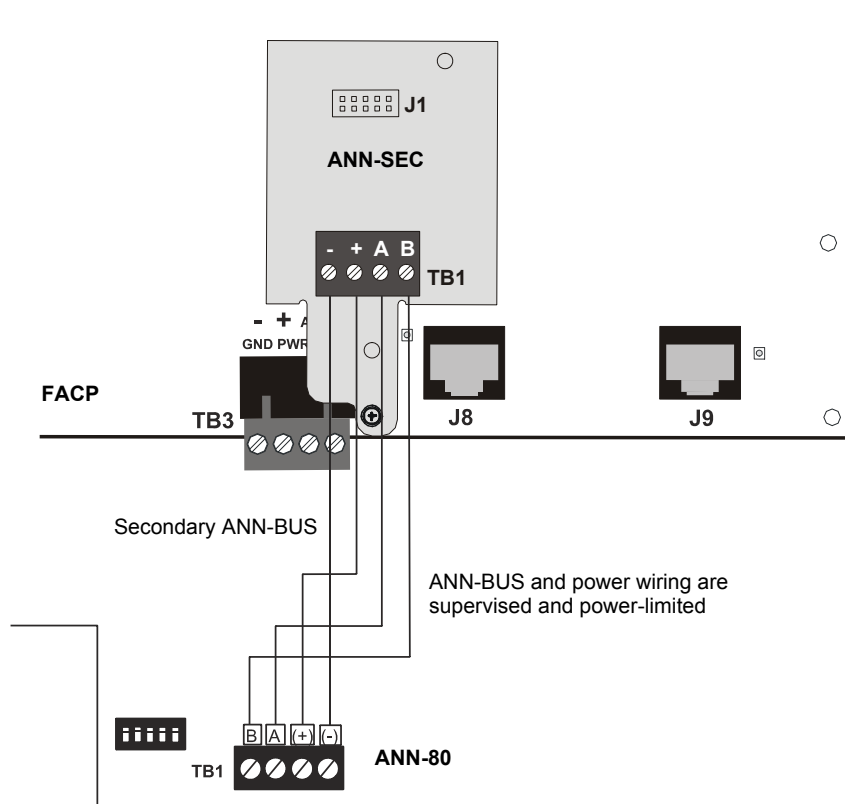 J1
ANN-SEC
- + A B
TB1
- +
GND PWR
FACP
TB3
J8
J9
Secondary ANN-BUS
ANN-BUS and power wiring are
supervised and power-limited
B A (+) (-)
TB1
ANN-80